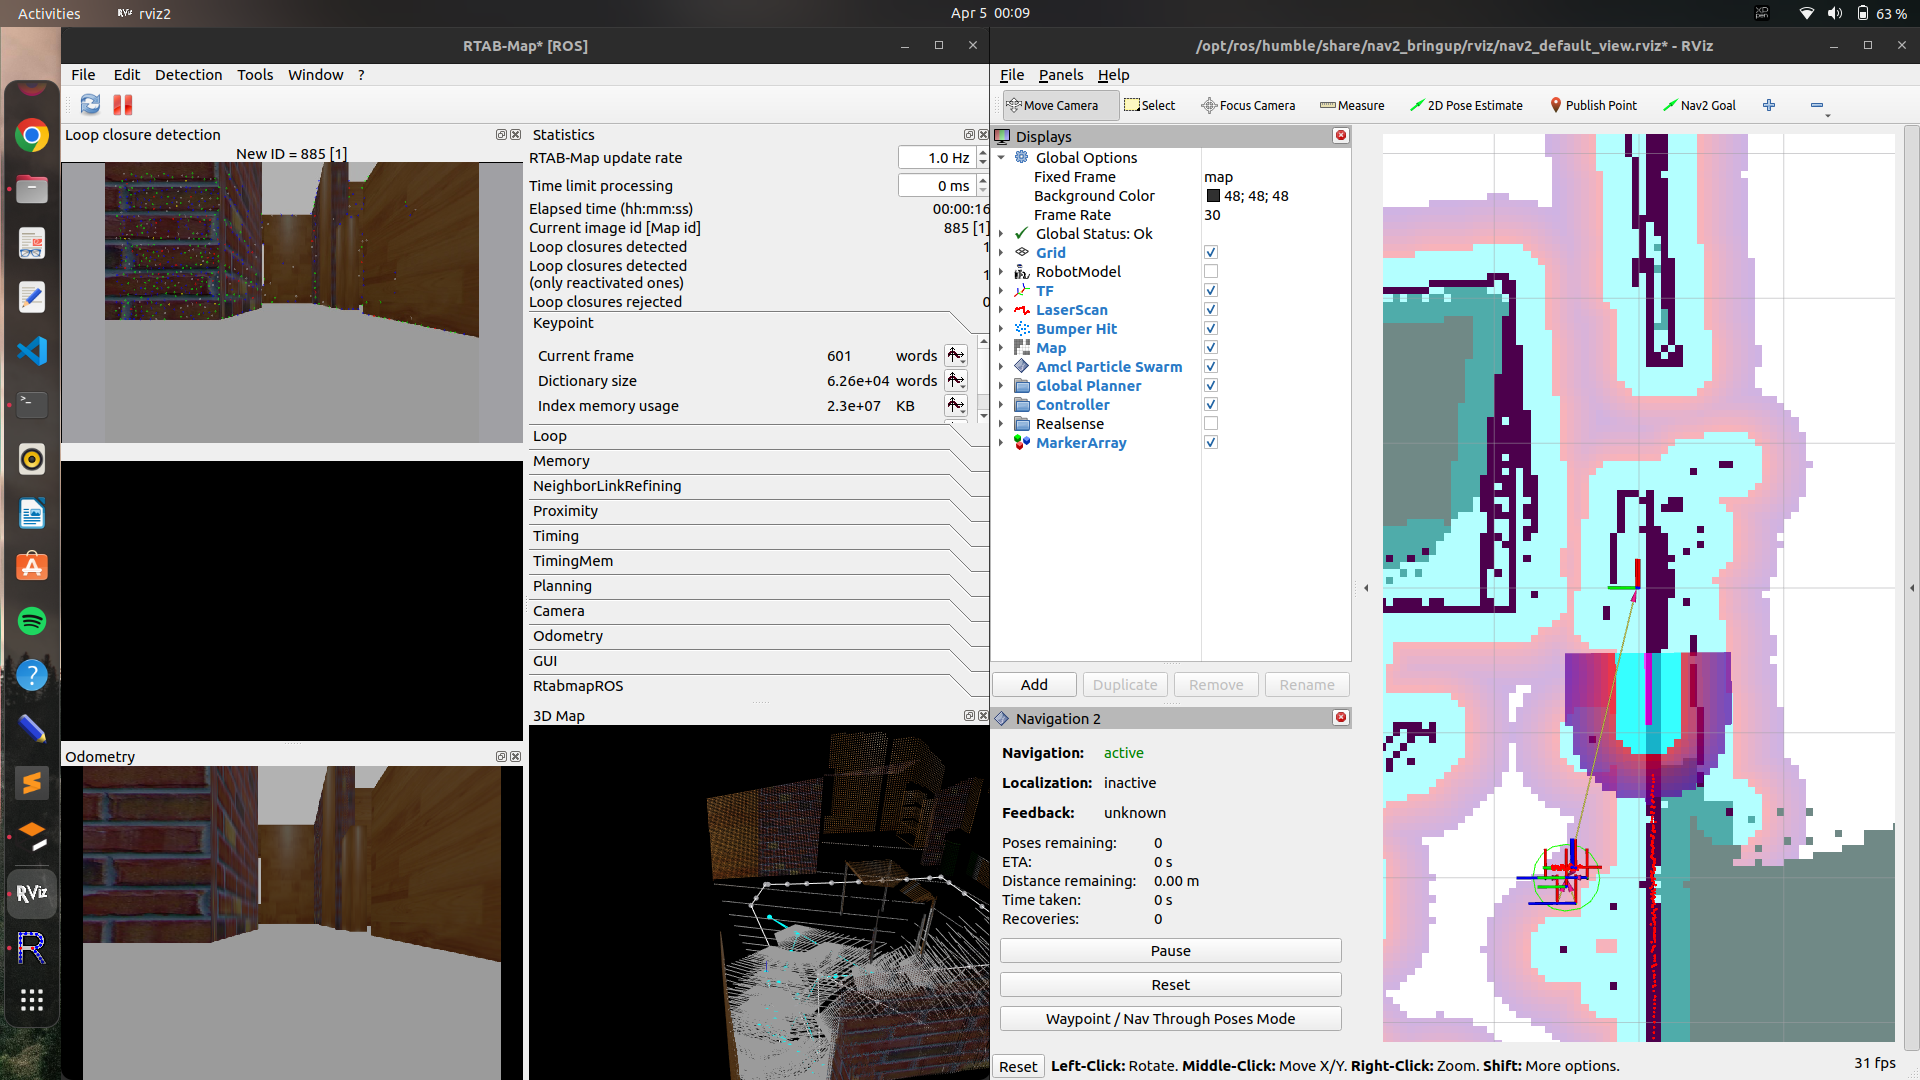 Activities
rviz2
Apr 5 00:09
63 %
RTAB-Map* [ROS]
File Edit Detection Tools Window ?
Loop closure detection
New ID = 885 [1]
Statistics
RTAB-Map update rate 1.0 Hz
Time limit processing 0 ms
Elapsed time (hh:mm:ss) 00:00:16
Current image id [Map id] 885 [1]
Loop closures detected 1
Loop closures detected
(only reactivated ones) 1
Loop closures rejected 0
Keypoint
Current frame 601 words
Dictionary size 6.26e+04 words
Index memory usage 2.3e+07 KB
Loop
Memory
NeighborLinkRefining
Proximity
Timing
TimingMem
Planning
Camera
Odometry
GUI
RtabmapROS
3D Map
Odometry
RViz
/opt/ros/humble/share/nav2_bringup/rviz/nav2_default_view.rviz* - RViz
File Panels Help
Move Camera Select Focus Camera Measure 2D Pose Estimate Publish Point Nav2 Goal
Displays
Global Options
Fixed Frame map
Background Color 48; 48; 48
Frame Rate 30
Global Status: Ok
Grid
RobotModel
TF
LaserScan
Bumper Hit
Map
Amcl Particle Swarm
Global Planner
Controller
Realsense
MarkerArray
Add Duplicate Remove Rename
Navigation 2
Navigation: active
Localization: inactive
Feedback: unknown
Poses remaining: 0
ETA: 0 s
Distance remaining: 0.00 m
Time taken: 0 s
Recoveries: 0
Pause
Reset
Waypoint / Nav Through Poses Mode
Reset Left-Click: Rotate. Middle-Click: Move X/Y. Right-Click: Zoom. Shift: More options. 31 fps